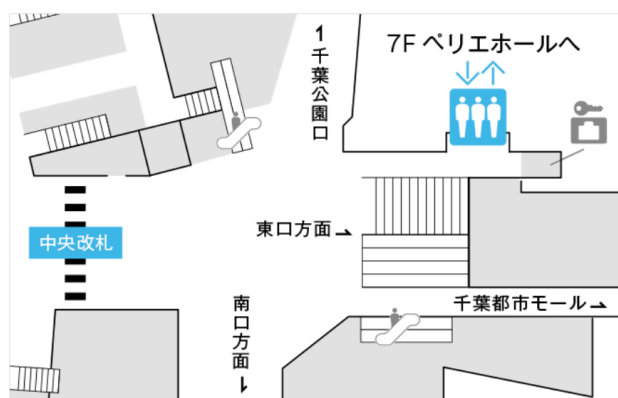 7F ペリエホールへ
千葉公園口
東口方面
中央改札
千葉都市モール
南口方面